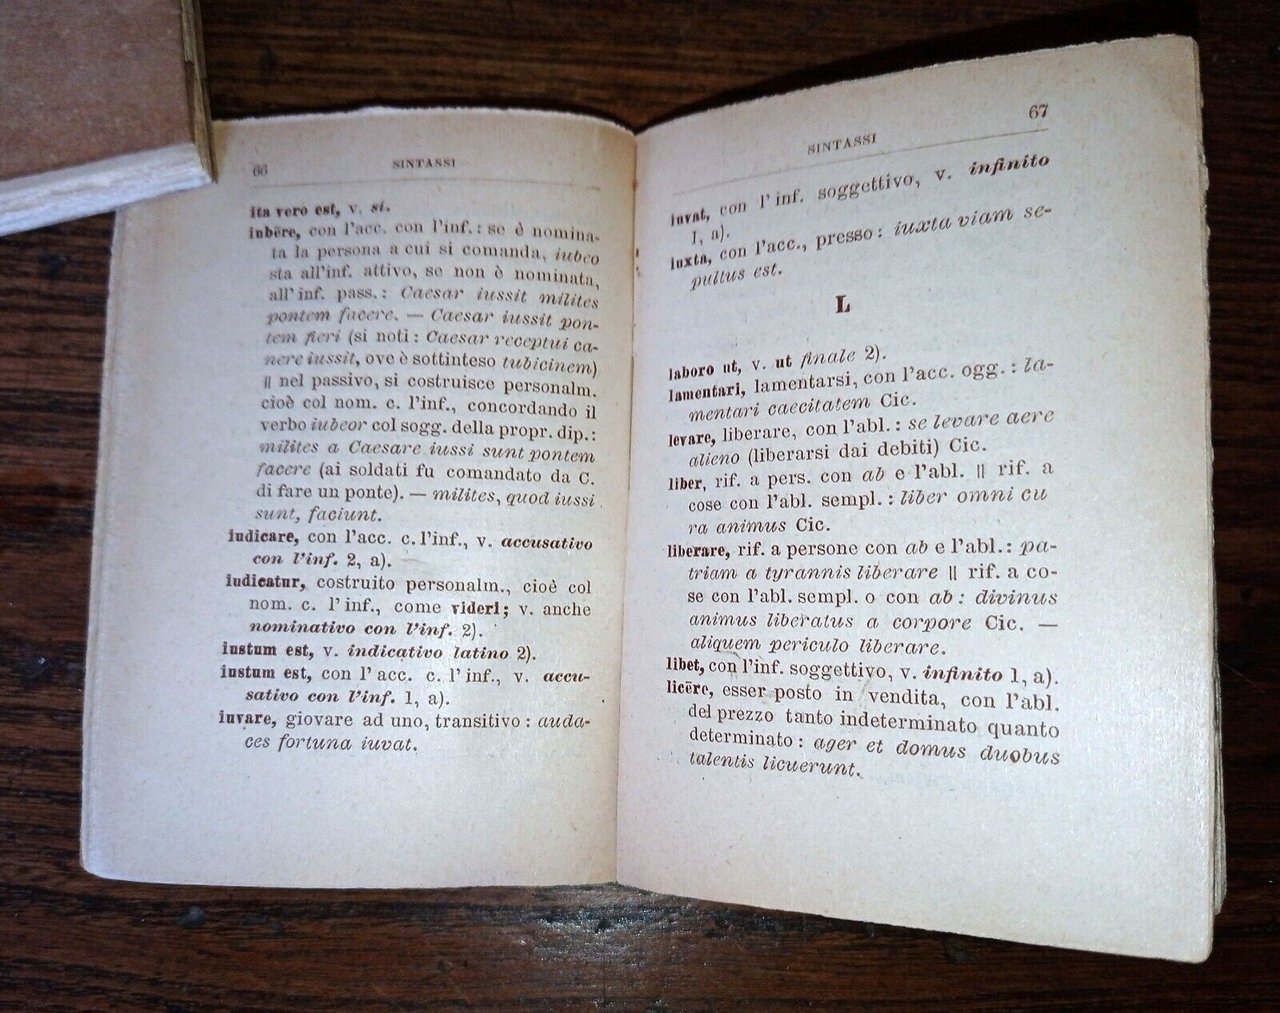 66
SINTASSI
ita vero est, v. si.
iubēre, con l'acc. con l'inf.: se è nomina-
ta la persona a cui si comanda, iubeo
sta all'inf. attivo, se non è nominata,
all'inf. pass.: Caesar iussit milites
pontem facere. — Caesar iussit pon-
tem fieri (si noti: Caesar receptui ca-
nere iussit, ove è sottinteso tubicinem)
|| nel passivo, si costruisce personalm.
cioè col nom. c. l'inf., concordando il
verbo iubeor col sogg. della propr. dip.:
milites a Caesare iussi sunt pontem
facere (ai soldati fu comandato da C.
di fare un ponte). — milites, quod iussi
sunt, faciunt.
iudicare, con l'acc. c. l'inf., v. accusativo
con l'inf. 2, a).
iudicatur, costruito personalm., cioè col
nom. c. l'inf., come videri; v. anche
nominativo con l'inf. 2).
iustum est, v. indicativo latino 2).
iustum est, con l'acc. c. l'inf., v. accu-
sativo con l'inf. 1, a).
iuvare, giovare ad uno, transitivo: auda-
ces fortuna iuvat.
67
SINTASSI
iuvat, con l'inf. soggettivo, v. infinito
I, a).
iuxta, con l'acc., presso: iuxta viam se-
pultus est.
L
laboro ut, v. ut finale 2).
lamentari, lamentarsi, con l'acc. ogg.: la-
mentari caecitatem Cic.
levare, liberare, con l'abl.: se levare aere
alieno (liberarsi dai debiti) Cic.
liber, rif. a pers. con ab e l'abl. || rif. a
cose con l'abl. sempl.: liber omni cu
ra animus Cic.
liberare, rif. a persone con ab e l'abl.: pa-
triam a tyrannis liberare || rif. a co-
se con l'abl. sempl. o con ab: divinus
animus liberatus a corpore Cic. —
aliquem periculo liberare.
libet, con l'inf. soggettivo, v. infinito 1, a).
licēre, esser posto in vendita, con l'abl.
del prezzo tanto indeterminato quanto
determinato: ager et domus duobus
talentis licuerunt.